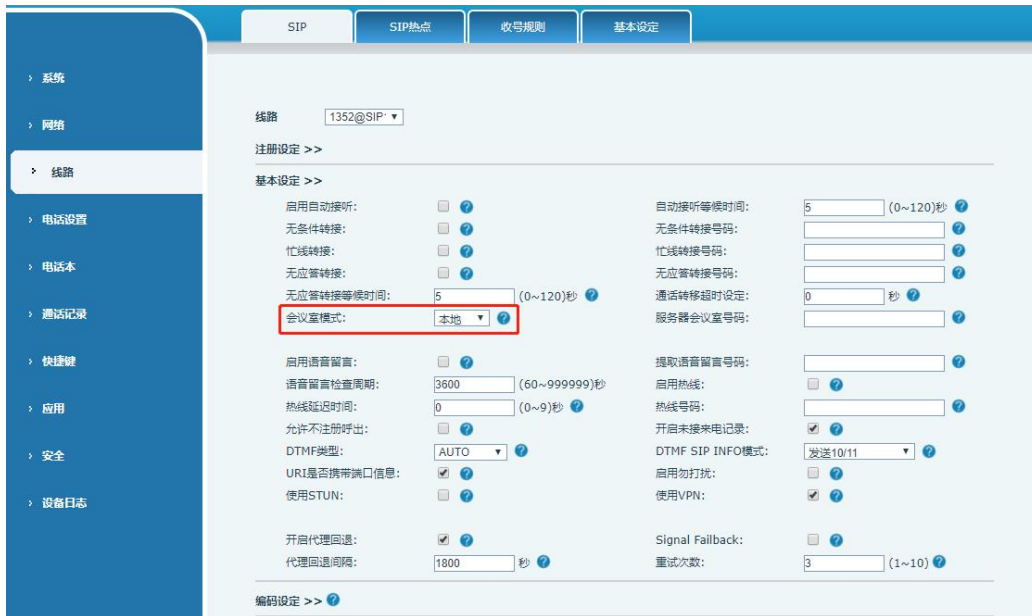 SIP SIP热点 收号规则 基本设定
› 系统
› 网络
› 线路
› 电话设置
› 电话本
› 通话记录
› 快捷键
› 应用
› 安全
› 设备日志
线路 1352@SIP
注册设定 >>
基本设定 >>
启用自动接听: 自动接听等候时间: 5 (0~120)秒
无条件转接: 无条件转接号码:
忙线转接: 忙线转接号码:
无应答转接: 无应答转接号码:
无应答转接等候时间: 5 (0~120)秒 通话转移超时设定: 0 秒
会议室模式: 本地 服务器会议室号码:
启用语音留言: 提取语音留言号码:
语音留言检查周期: 3600 (60~999999)秒 启用热线:
热线延迟时间: 0 (0~9)秒 热线号码:
允许不注册呼出: 开启未接来电记录:
DTMF类型: AUTO DTMF SIP INFO模式: 发送10/11
URI是否携带端口信息: 启用勿打扰:
使用STUN: 使用VPN:
开启代理回退: Signal Failback:
代理回退间隔: 1800 秒 重试次数: 3 (1~10)
编码设定 >>